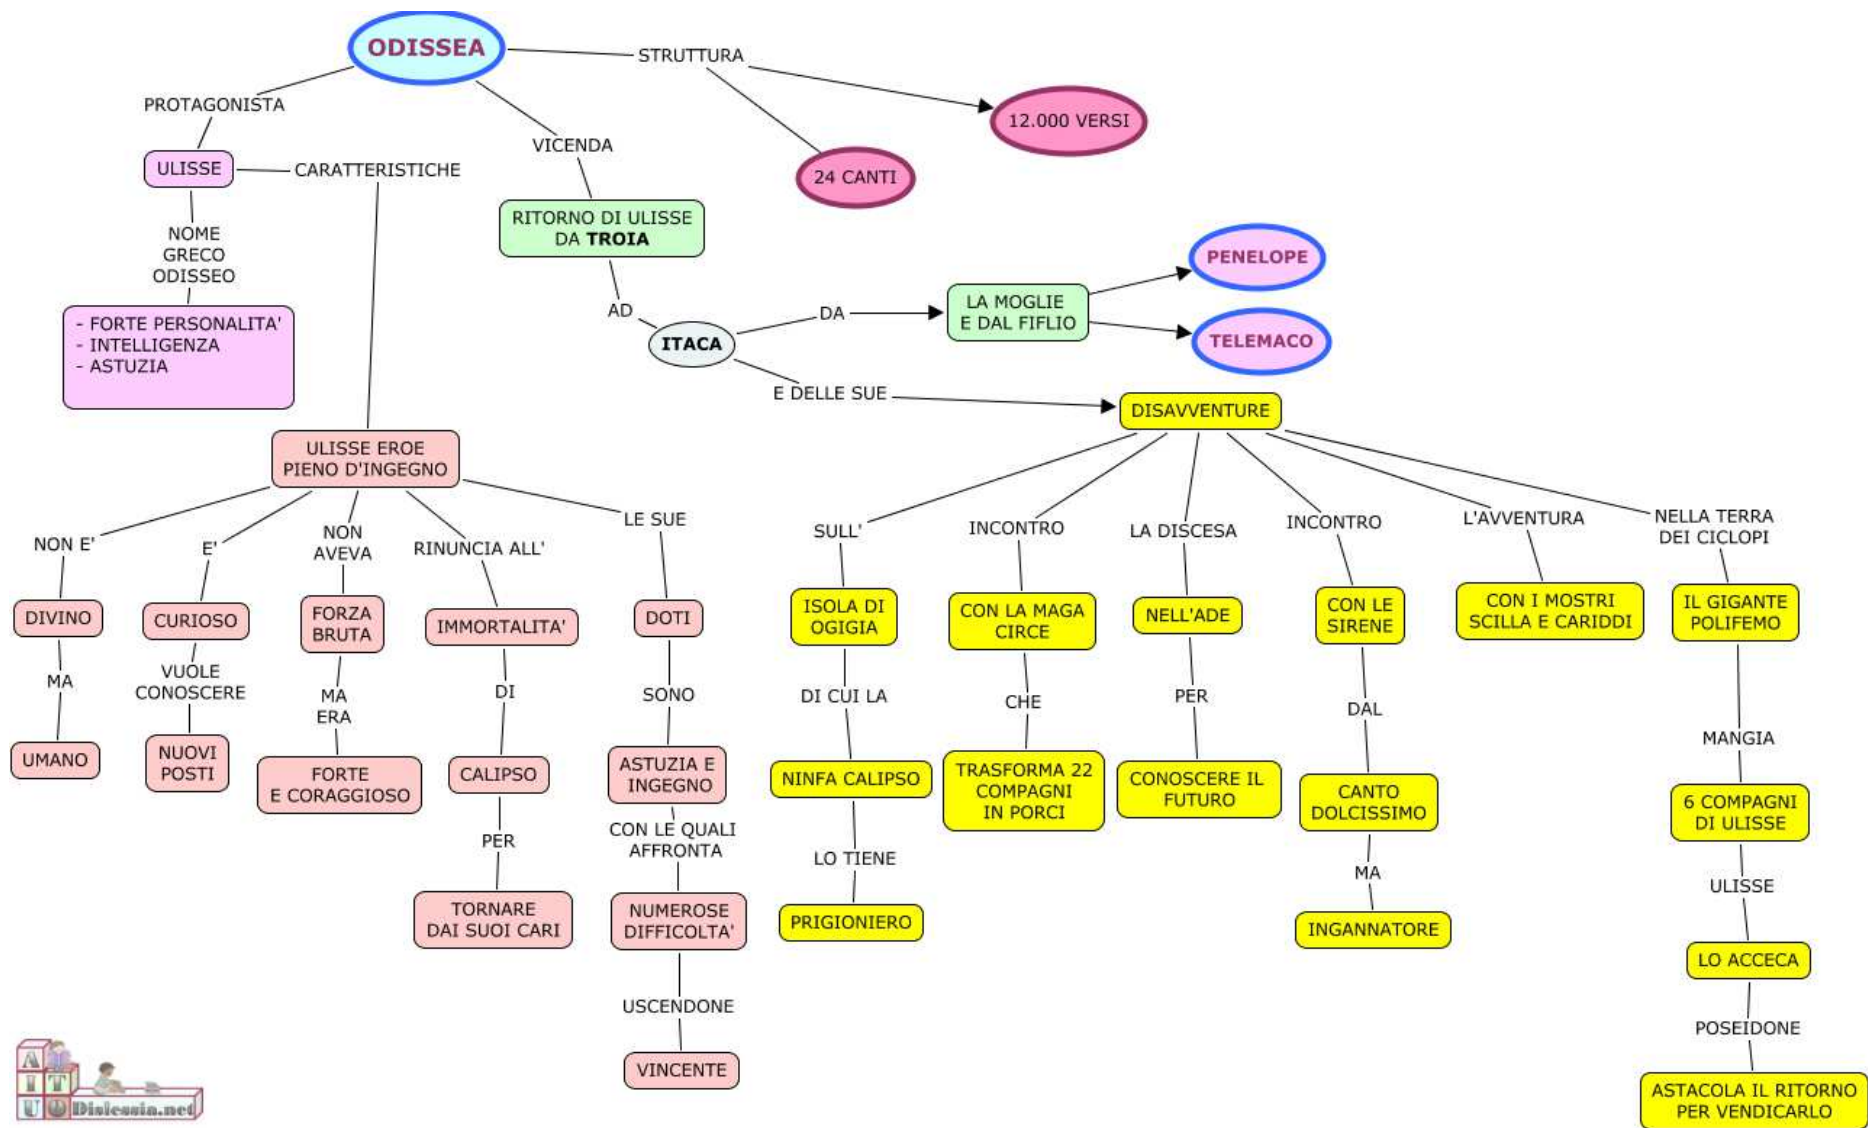 ODISSEA
STRUTTURA
12.000 VERSI
24 CANTI
PROTAGONISTA
ULISSE
CARATTERISTICHE
NOME
GRECO
ODISSEO
- FORTE PERSONALITA'
- INTELLIGENZA
- ASTUZIA
VICENDA
RITORNO DI ULISSE
DA TROIA
AD
ITACA
DA
LA MOGLIE
E DAL FIFLIO
PENELOPE
TELEMACO
E DELLE SUE
DISAVVENTURE
ULISSE EROE
PIENO D'INGEGNO
NON E'
DIVINO
MA
UMANO
E'
CURIOSO
VUOLE
CONOSCERE
NUOVI
POSTI
NON
AVEVA
FORZA
BRUTA
MA
ERA
FORTE
E CORAGGIOSO
RINUNCIA ALL'
IMMORTALITA'
DI
CALIPSO
PER
TORNARE
DAI SUOI CARI
LE SUE
DOTI
SONO
ASTUZIA E
INGEGNO
CON LE QUALI
AFFRONTA
NUMEROSE
DIFFICOLTA'
USCENDONE
VINCENTE
SULL'
ISOLA DI
OGIGIA
DI CUI LA
NINFA CALIPSO
LO TIENE
PRIGIONIERO
INCONTRO
CON LA MAGA
CIRCE
CHE
TRASFORMA 22
COMPAGNI
IN PORCI
LA DISCESA
NELL'ADE
PER
CONOSCERE IL
FUTURO
INCONTRO
CON LE
SIRENE
DAL
CANTO
DOLCISSIMO
MA
INGANNATORE
L'AVVENTURA
CON I MOSTRI
SCILLA E CARIDDI
NELLA TERRA
DEI CICLOPI
IL GIGANTE
POLIFEMO
MANGIA
6 COMPAGNI
DI ULISSE
ULISSE
LO ACCECA
POSEIDONE
ASTACOLA IL RITORNO
PER VENDICARLO
A
I T
U O Dislessia.net